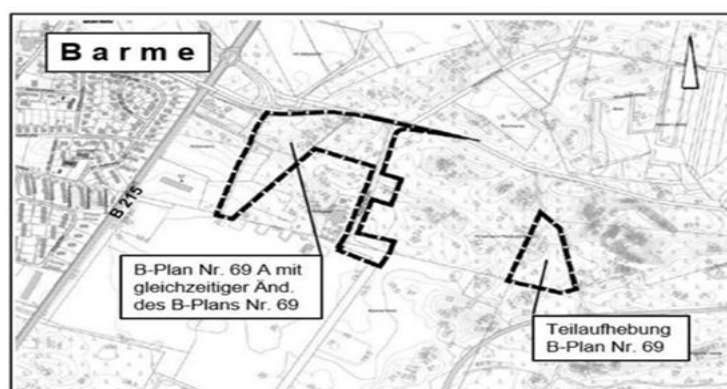 Barme
B 215
B-Plan Nr. 69 A mit
gleichzeitiger Änd.
des B-Plans Nr. 69
Teilaufhebung
B-Plan Nr. 69